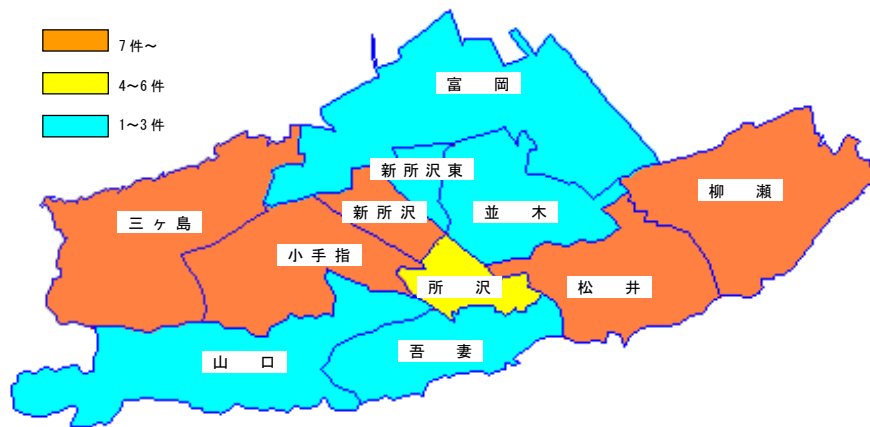 7件～
4～6件
1～3件
富岡
新所沢東
柳瀬
三ヶ島
新所沢
並木
小手指
所沢
松井
山口
吾妻